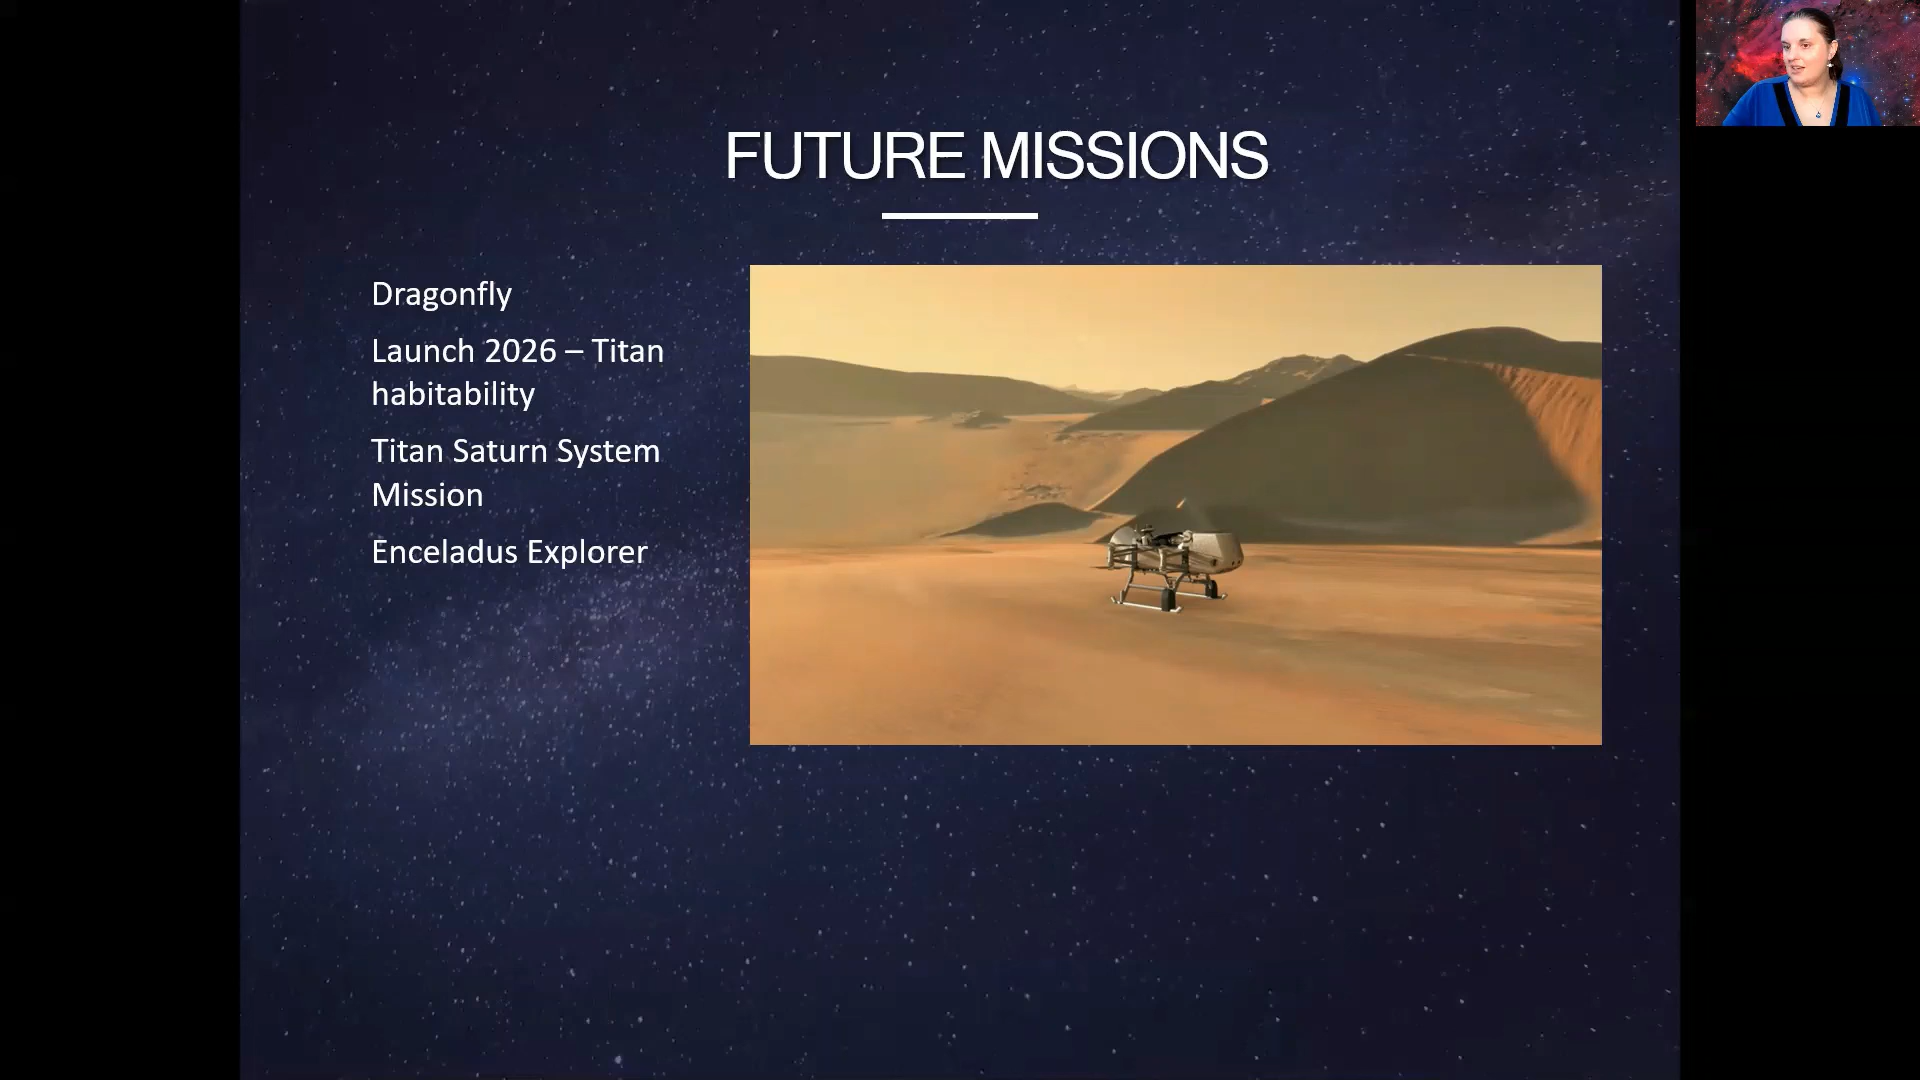 FUTURE MISSIONS
Dragonfly
Launch 2026 – Titan
habitability
Titan Saturn System
Mission
Enceladus Explorer